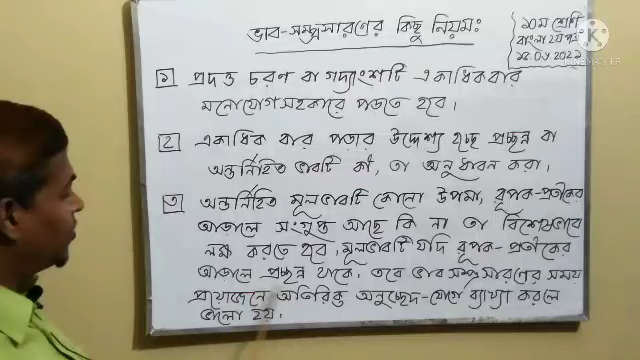 ভাব-সম্প্রসারণের কিছু নিয়মঃ
১০ম শ্রেণি
বাংলা ২য় পত্র
১ প্রদত্ত চরণ বা গদ্যাংশটি একাধিকবার
মনোযোগসহকারে পড়তে হবে।
২ একাধিক বার পড়ার উদ্দেশ্য হচ্ছে প্রচ্ছন্ন বা
অন্তর্নিহিত ভাবটি কী, তা অনুধাবন করা।
৩ অন্তর্নিহিত মূলভাবটি কোনো উপমা, রূপক-প্রতীকের
আড়ালে সংযুক্ত আছে কি না তা বিশেষভাবে
লক্ষ করতে হবে, মূলভাবটি যদি রূপক-প্রতীকের
আড়ালে প্রচ্ছন্ন থাকে, তবে ভাব সম্প্রসারণের সময়
প্রয়োজনে অতিরিক্ত অনুচ্ছেদ-যোগে ব্যাখ্যা করলে
ভালো হয়।